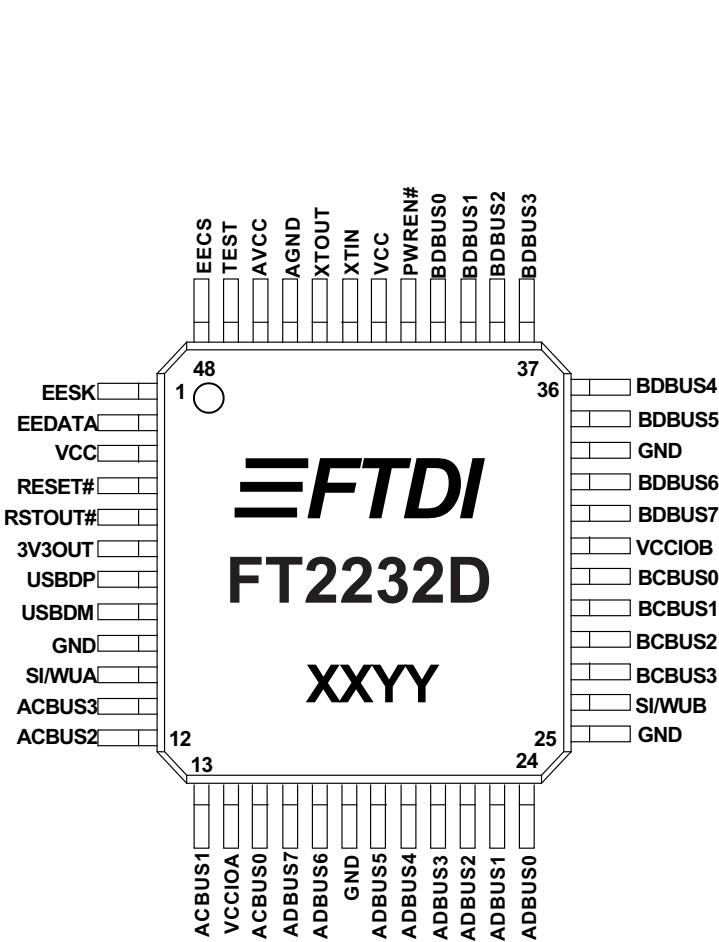 EECS
TEST
AVCC
AGND
XTOUT
XTIN
VCC
PWREN#
BDBUS0
BDBUS1
BDBUS2
BDBUS3
48
37
1
36
EESK
EEDATA
VCC
RESET#
RSTOUT#
3V3OUT
USBDP
USBDM
GND
SI/WUA
ACBUS3
ACBUS2
FTDI
FT2232D
XXYY
BDBUS4
BDBUS5
GND
BDBUS6
BDBUS7
VCCIOB
BCBUS0
BCBUS1
BCBUS2
BCBUS3
SI/WUB
GND
12
25
13
24
ACBUS1
VCCIOA
ACBUS0
ADBUS7
ADBUS6
GND
ADBUS5
ADBUS4
ADBUS3
ADBUS2
ADBUS1
ADBUS0